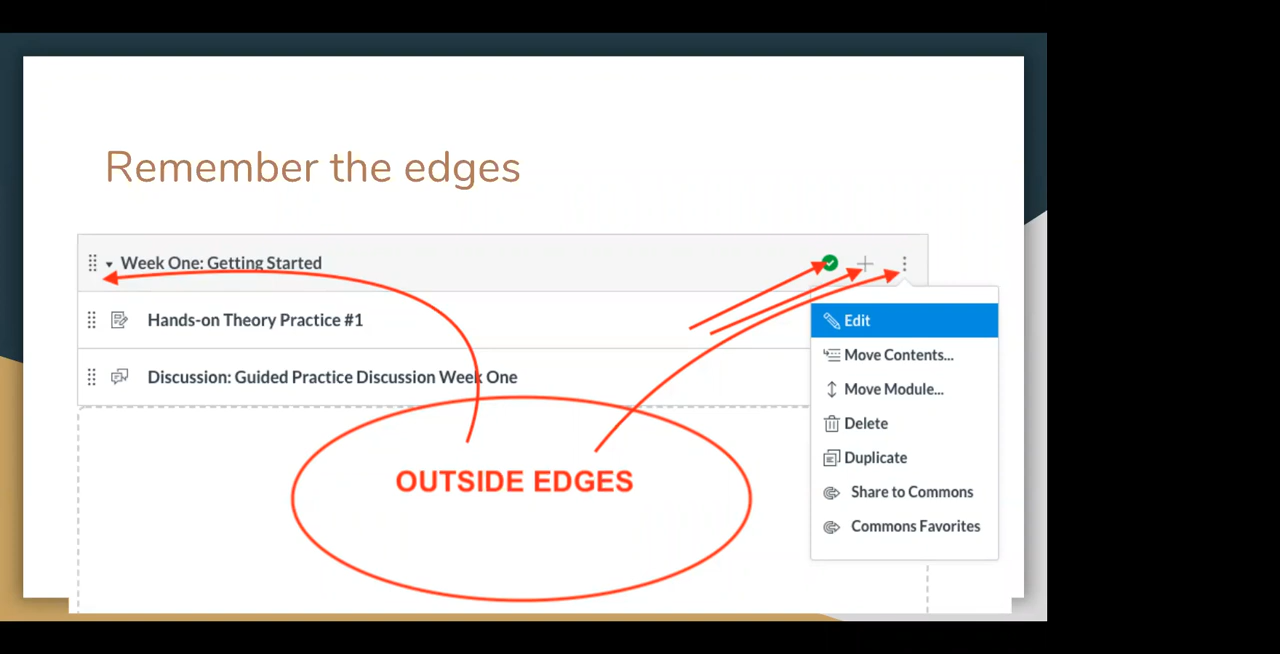 Remember the edges
Week One: Getting Started
Hands-on Theory Practice #1
Discussion: Guided Practice Discussion Week One
OUTSIDE EDGES
Edit
Move Contents...
Move Module...
Delete
Duplicate
Share to Commons
Commons Favorites